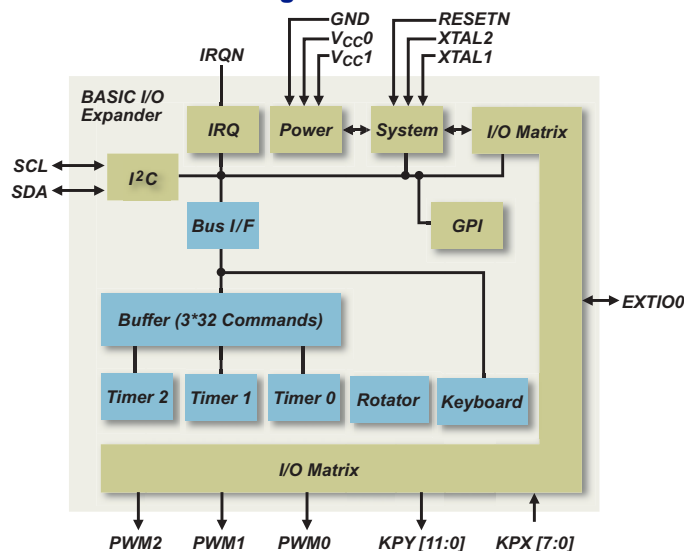 GND
VCC0
VCC1
RESETN
XTAL2
XTAL1
IRQN
BASIC I/O
Expander
IRQ
Power
System
I/O Matrix
SCL
SDA
I2C
Bus I/F
GPI
EXTIO0
Buffer (3*32 Commands)
Timer 2
Timer 1
Timer 0
Rotator
Keyboard
I/O Matrix
PWM2
PWM1
PWM0
KPY [11:0]
KPX [7:0]